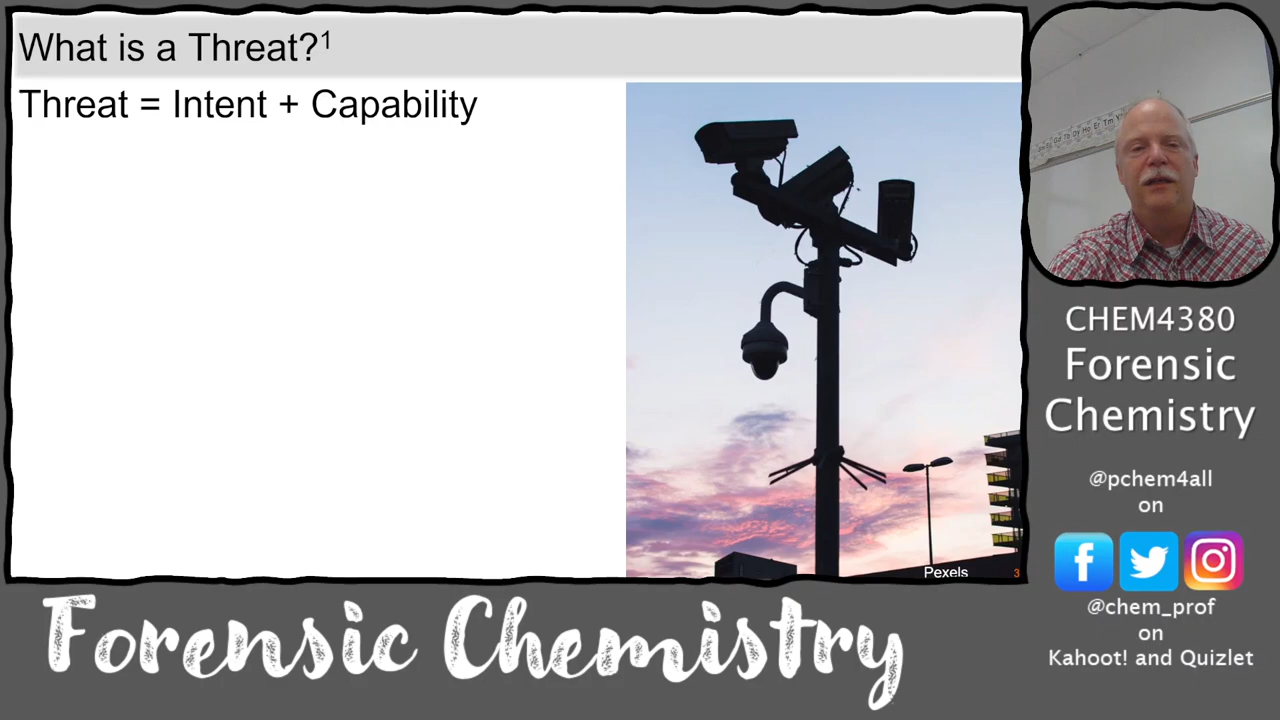 What is a Threat?¹
Threat = Intent + Capability
Pexels
3
CHEM4380
Forensic
Chemistry
@pchem4all
on
@chem_prof
on
Kahoot! and Quizlet
Forensic Chemistry